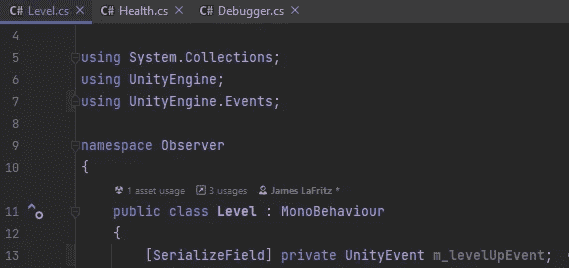 C# Level.cs × C# Health.cs × C# Debugger.cs ×
4
5 using System.Collections;
6 using UnityEngine;
7 using UnityEngine.Events;
8
9 namespace Observer
10 {
1 asset usage 3 usages James LaFritz *
11 public class Level : MonoBehaviour
12 {
13 [SerializeField] private UnityEvent m_levelUpEvent;